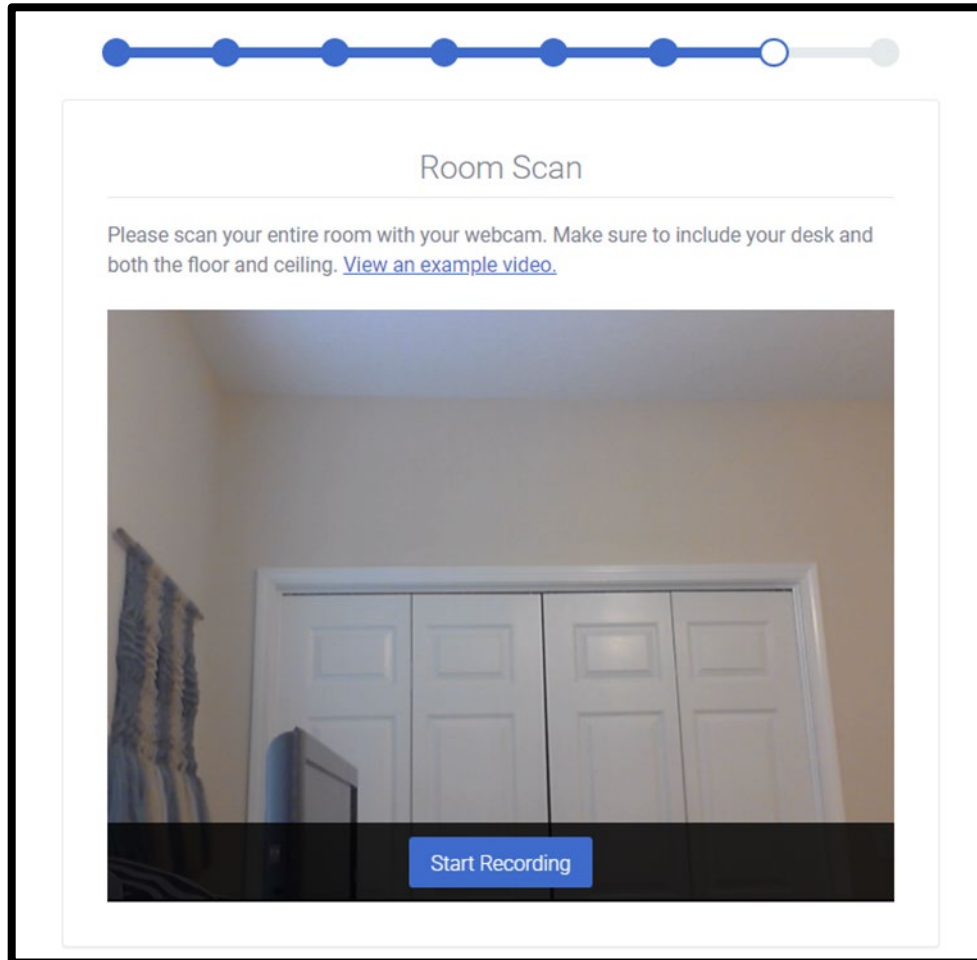 Room Scan
Please scan your entire room with your webcam. Make sure to include your desk and
both the floor and ceiling. View an example video.
Start Recording